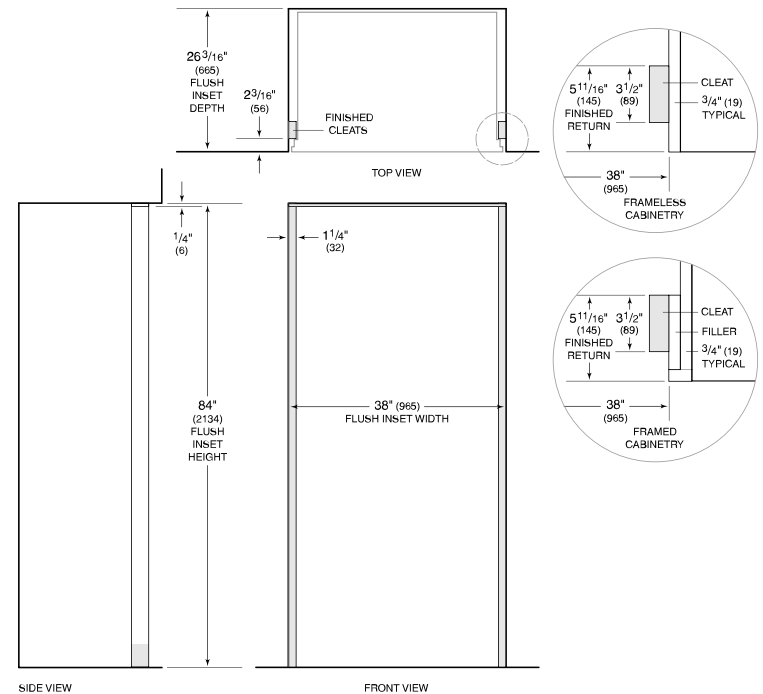 26 3/16"
(665)
FLUSH
INSET
DEPTH
2 3/16"
(56)
FINISHED
CLEATS
TOP VIEW
5 11/16"
(145)
FINISHED
RETURN
3 1/2"
(89)
CLEAT
3/4" (19)
TYPICAL
38"
(965)
FRAMELESS
CABINETRY
1/4"
(6)
1 1/4"
(32)
5 11/16"
(145)
FINISHED
RETURN
3 1/2"
(89)
CLEAT
FILLER
3/4" (19)
TYPICAL
38"
(965)
FRAMED
CABINETRY
84"
(2134)
FLUSH
INSET
HEIGHT
38" (965)
FLUSH INSET WIDTH
SIDE VIEW
FRONT VIEW